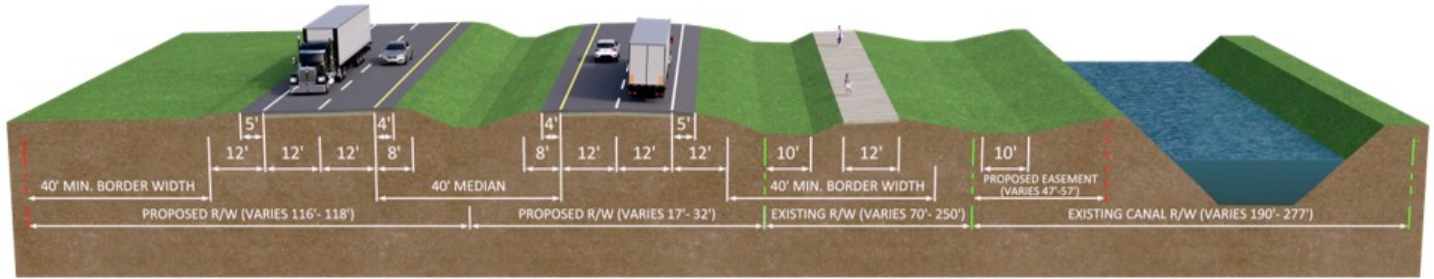 5' 4' 4' 5'
12' 12' 12' 8' 8' 12' 12' 12' 10' 12' 10'
40' MIN. BORDER WIDTH 40' MEDIAN 40' MIN. BORDER WIDTH PROPOSED EASEMENT
(VARIES 47'-57')
PROPOSED R/W (VARIES 116'- 118') PROPOSED R/W (VARIES 17'- 32') EXISTING R/W (VARIES 70'- 250') EXISTING CANAL R/W (VARIES 190'- 277')